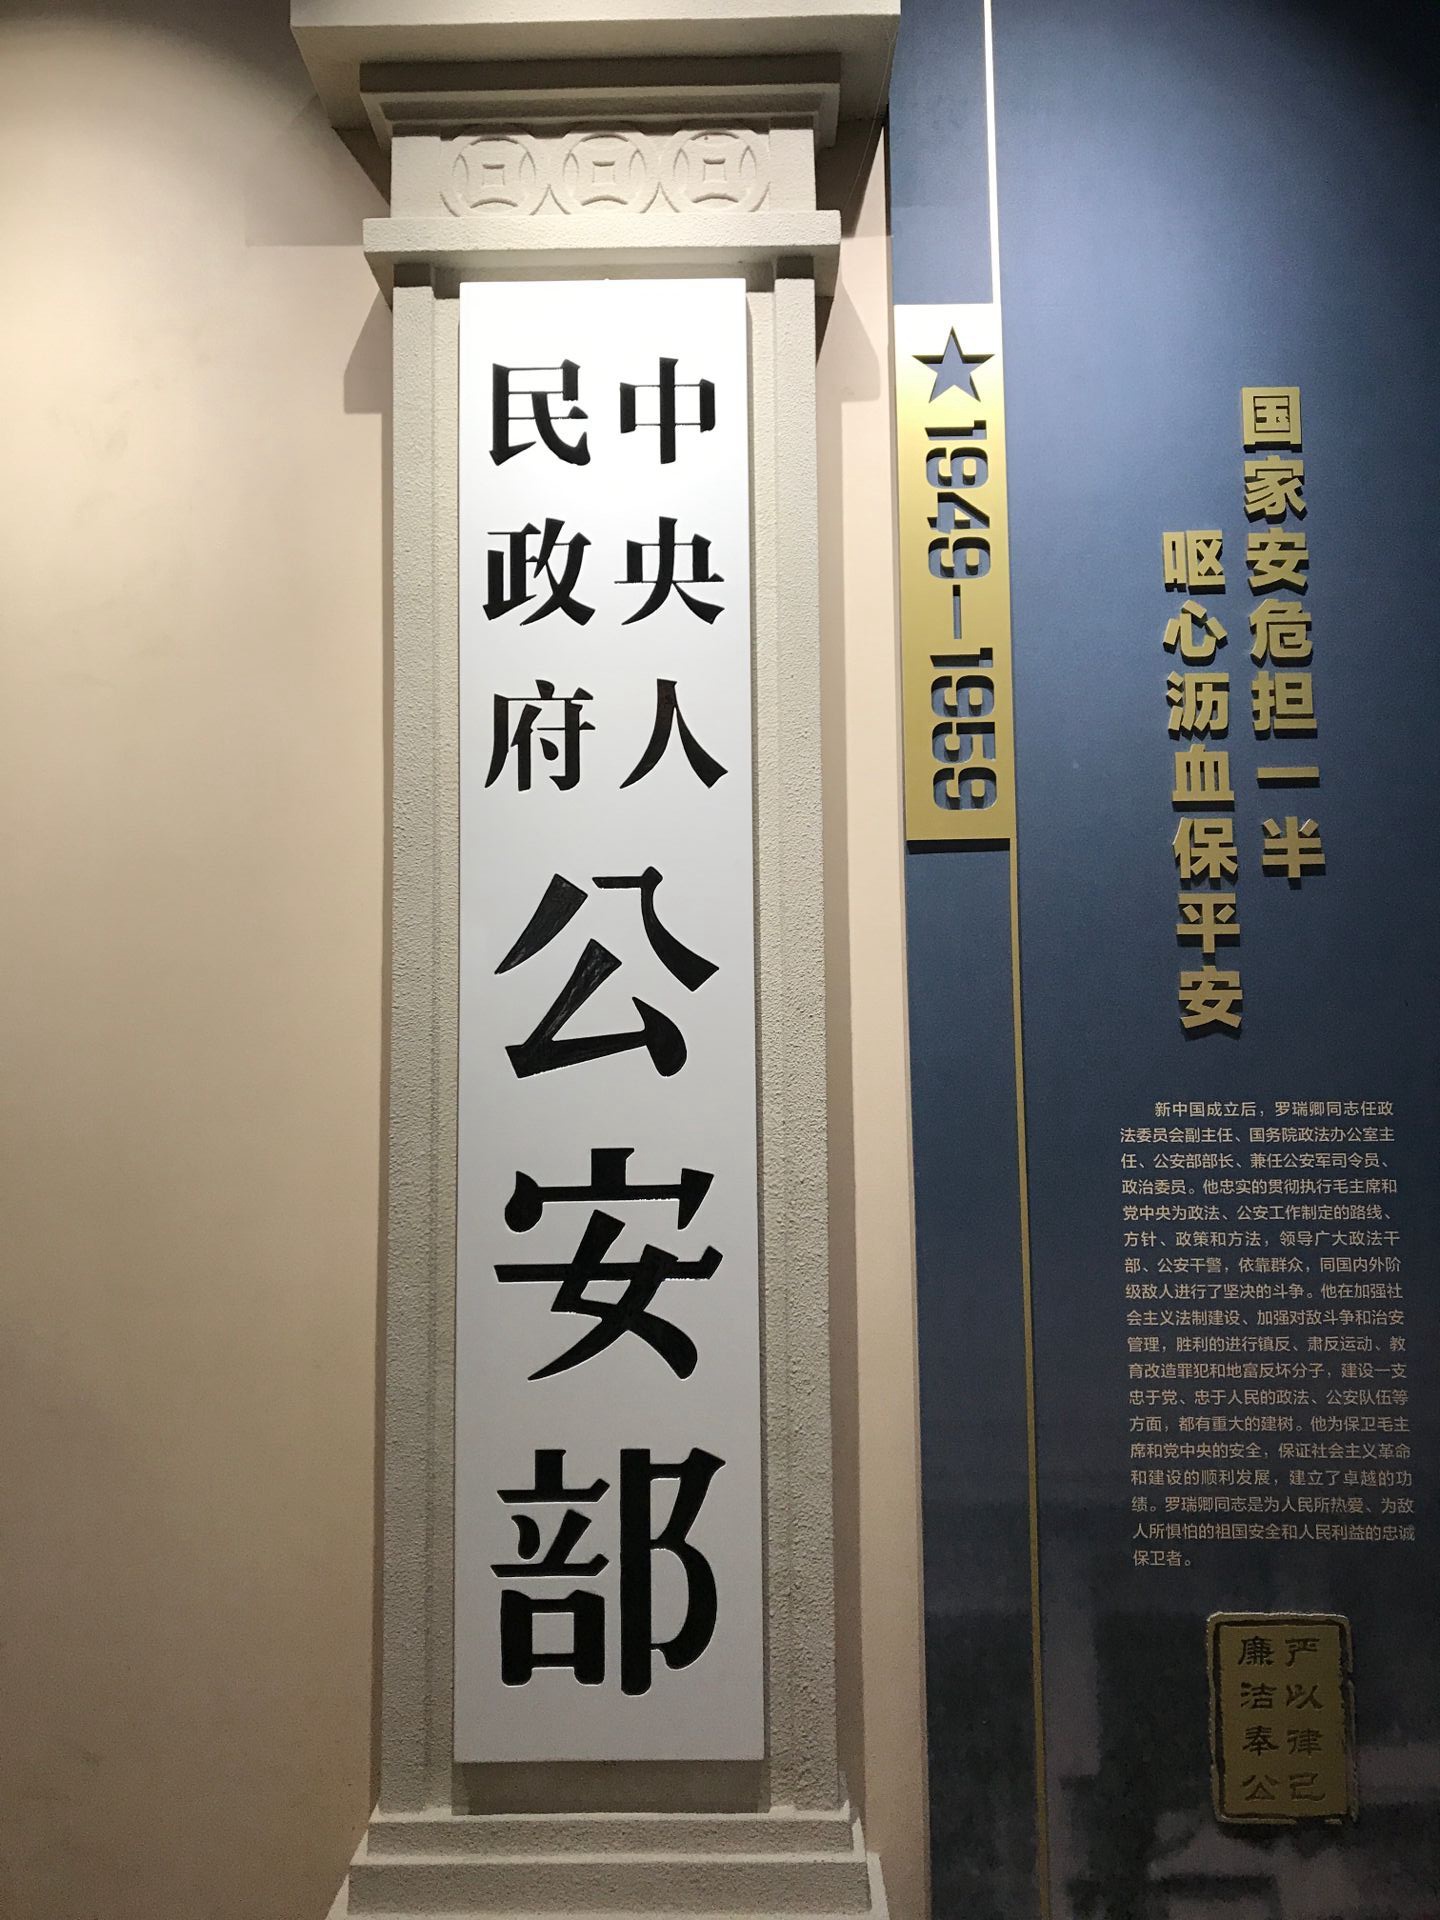 中央人
民政府
公安部
★1949—1959
国家安危担一半
呕心沥血保平安
新中国成立后，罗瑞卿同志任政
法委员会副主任、国务院政法办公室主
任、公安部部长、兼任公安军司令员、
政治委员。他忠实的贯彻执行毛主席和
党中央为政法、公安工作制定的路线、
方针、政策和方法，领导广大政法干
部、公安干警，依靠群众，同国内外阶
级敌人进行了坚决的斗争。他在加强社
会主义法制建设、加强对敌斗争和治安
管理，胜利的进行镇反、肃反运动、教
育改造罪犯和地富反坏分子，建设一支
忠于党、忠于人民的政法、公安队伍等
方面，都有重大的建树。他为保卫毛主
席和党中央的安全，保证社会主义革命
和建设的顺利发展，建立了卓越的功
绩。罗瑞卿同志是为人民所热爱、为敌
人所惧怕的祖国安全和人民利益的忠诚
保卫者。
严以律己
廉洁奉公